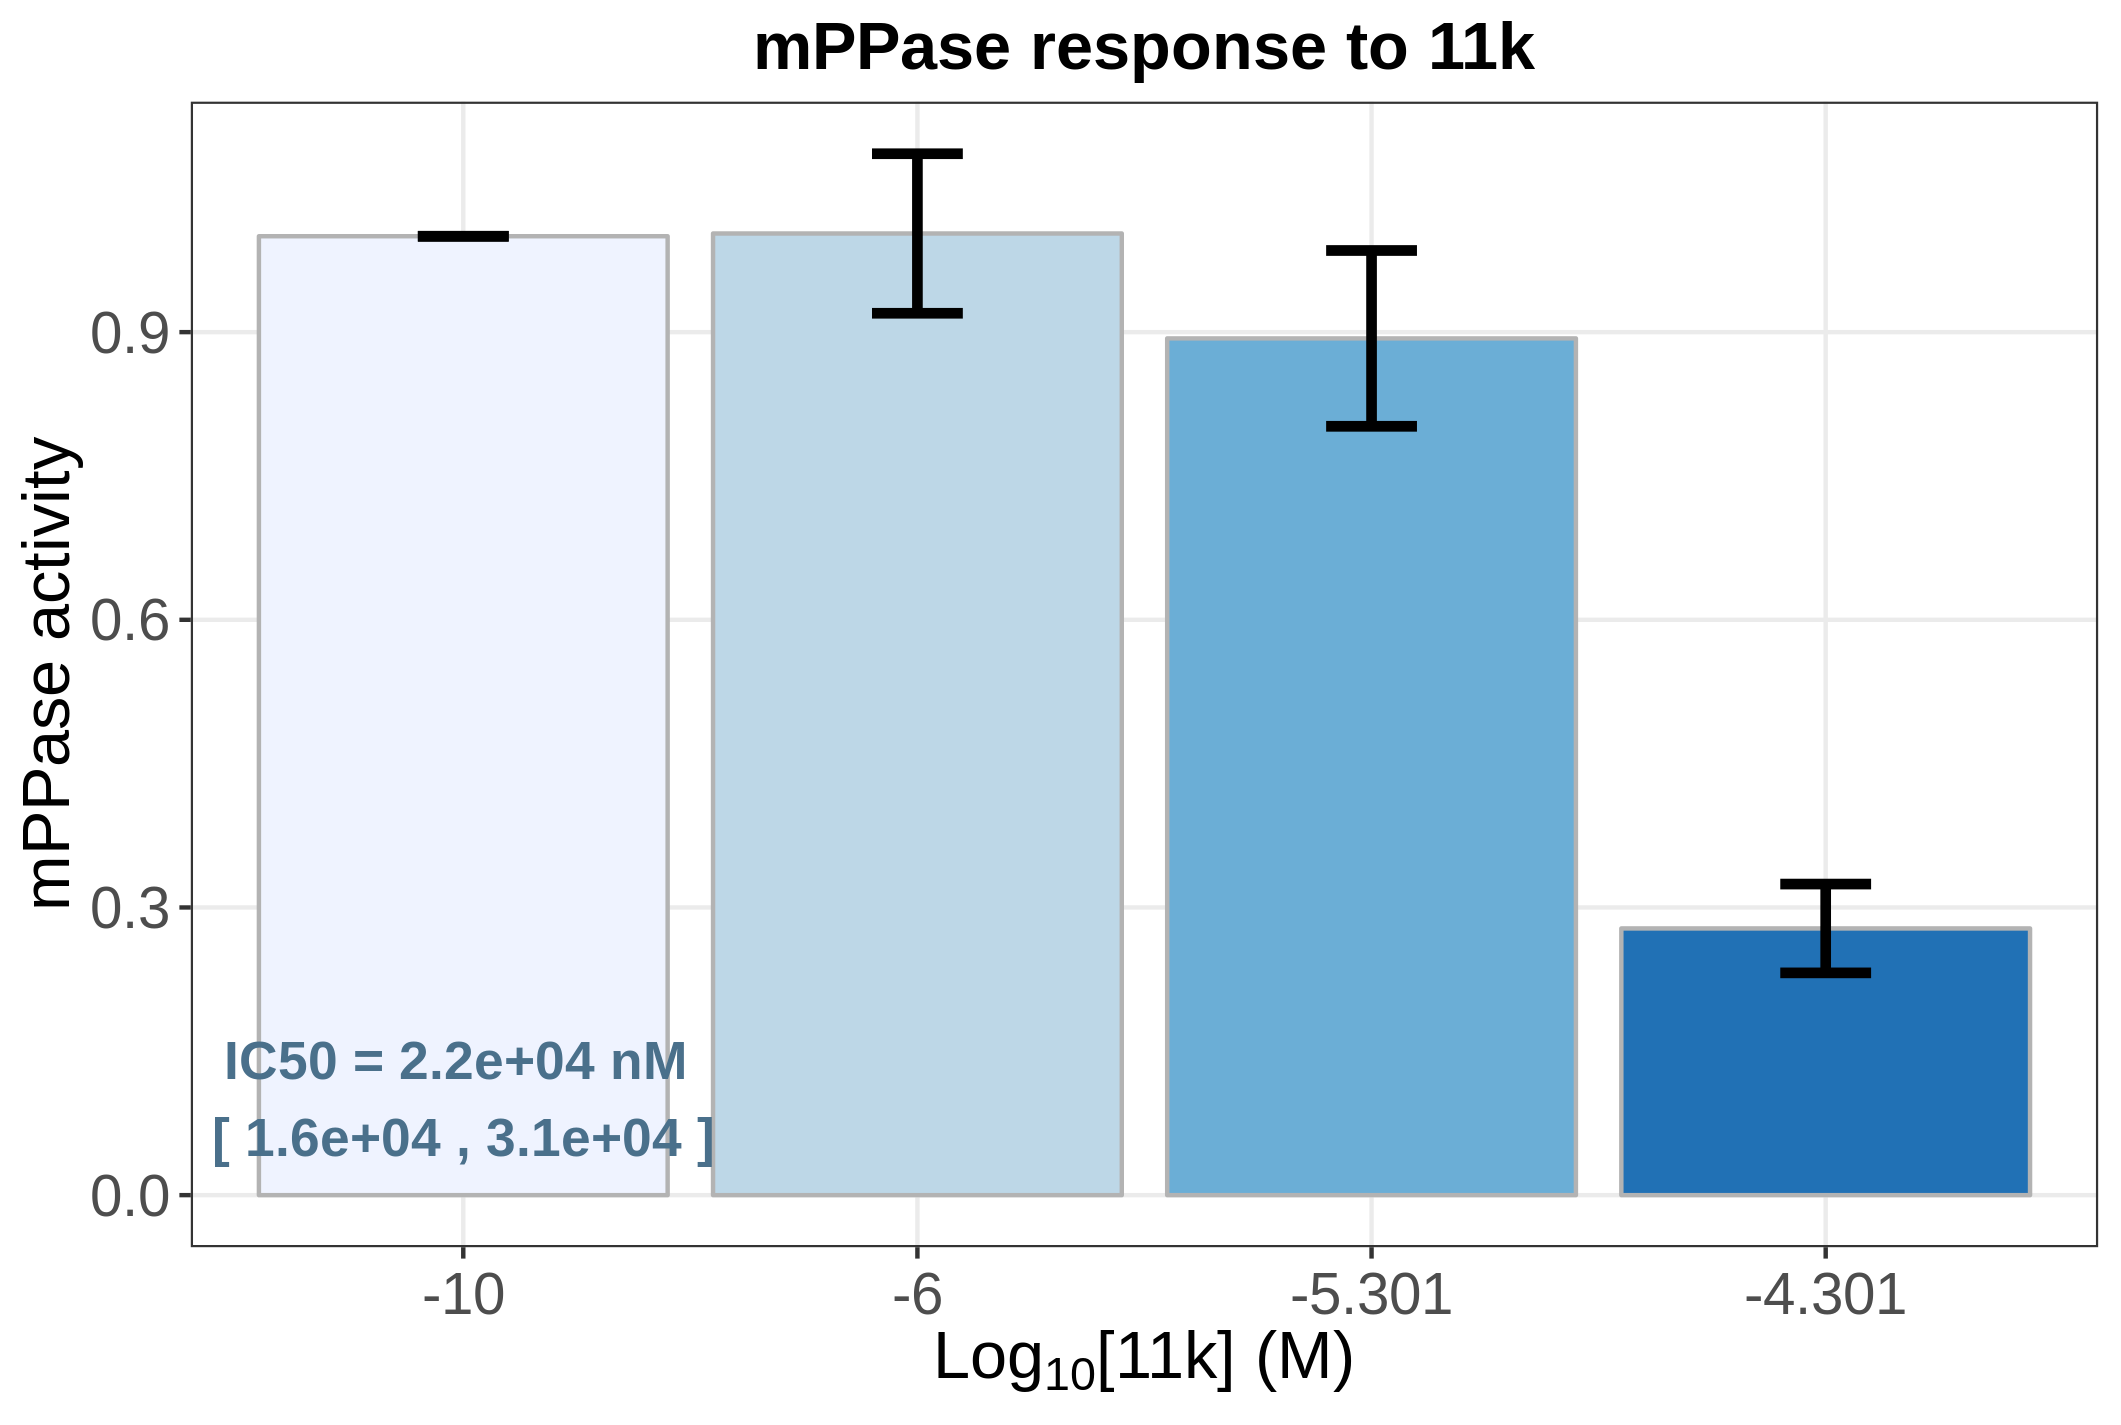 mPPase response to 11k
mPPase activity
0.9
0.6
0.3
0.0
IC50 = 2.2e+04 nM
[ 1.6e+04 , 3.1e+04 ]
-10 -6 -5.301 -4.301
Log₁₀[11k] (M)